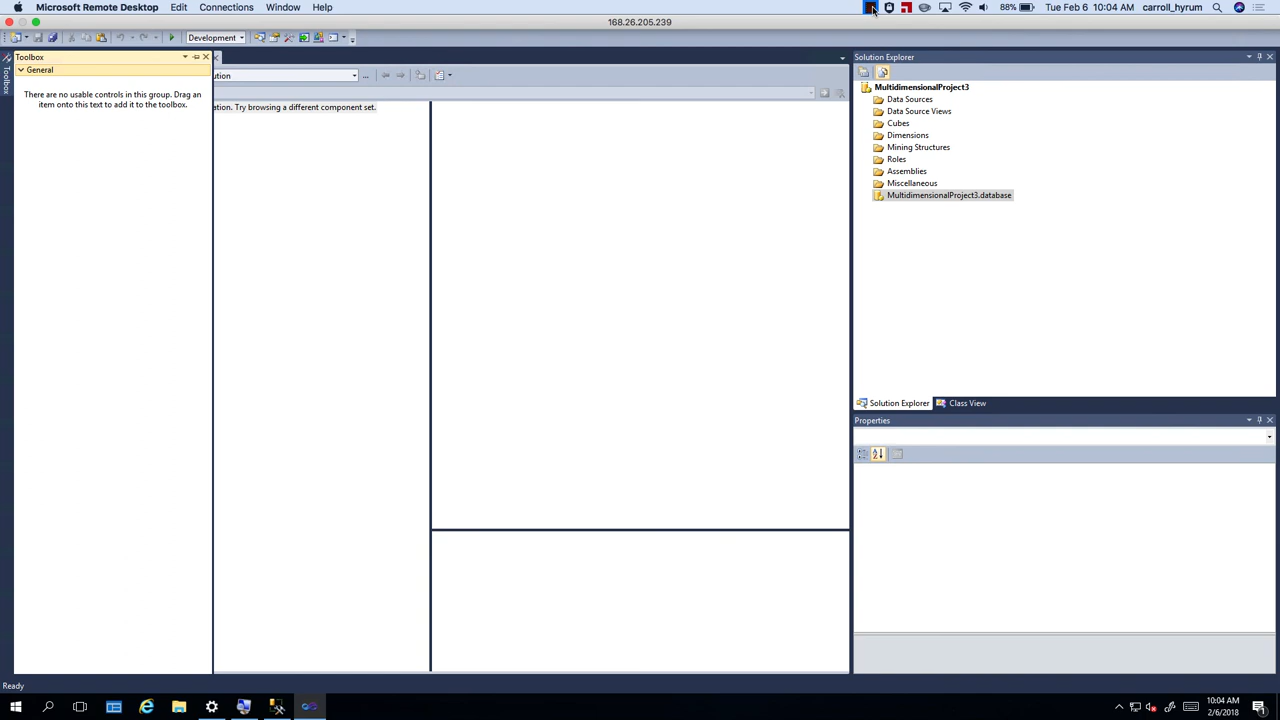 Microsoft Remote Desktop Edit Connections Window Help 88% Tue Feb 6 10:04 AM carroll_hyrum
168.26.205.239
Development
Toolbox
Toolbox
General
There are no usable controls in this group. Drag an
item onto this text to add it to the toolbox.
ution
...
ation. Try browsing a different component set.
Solution Explorer
MultidimensionalProject3
Data Sources
Data Source Views
Cubes
Dimensions
Mining Structures
Roles
Assemblies
Miscellaneous
MultidimensionalProject3.database
Solution Explorer Class View
Properties
Ready
10:04 AM
2/6/2018